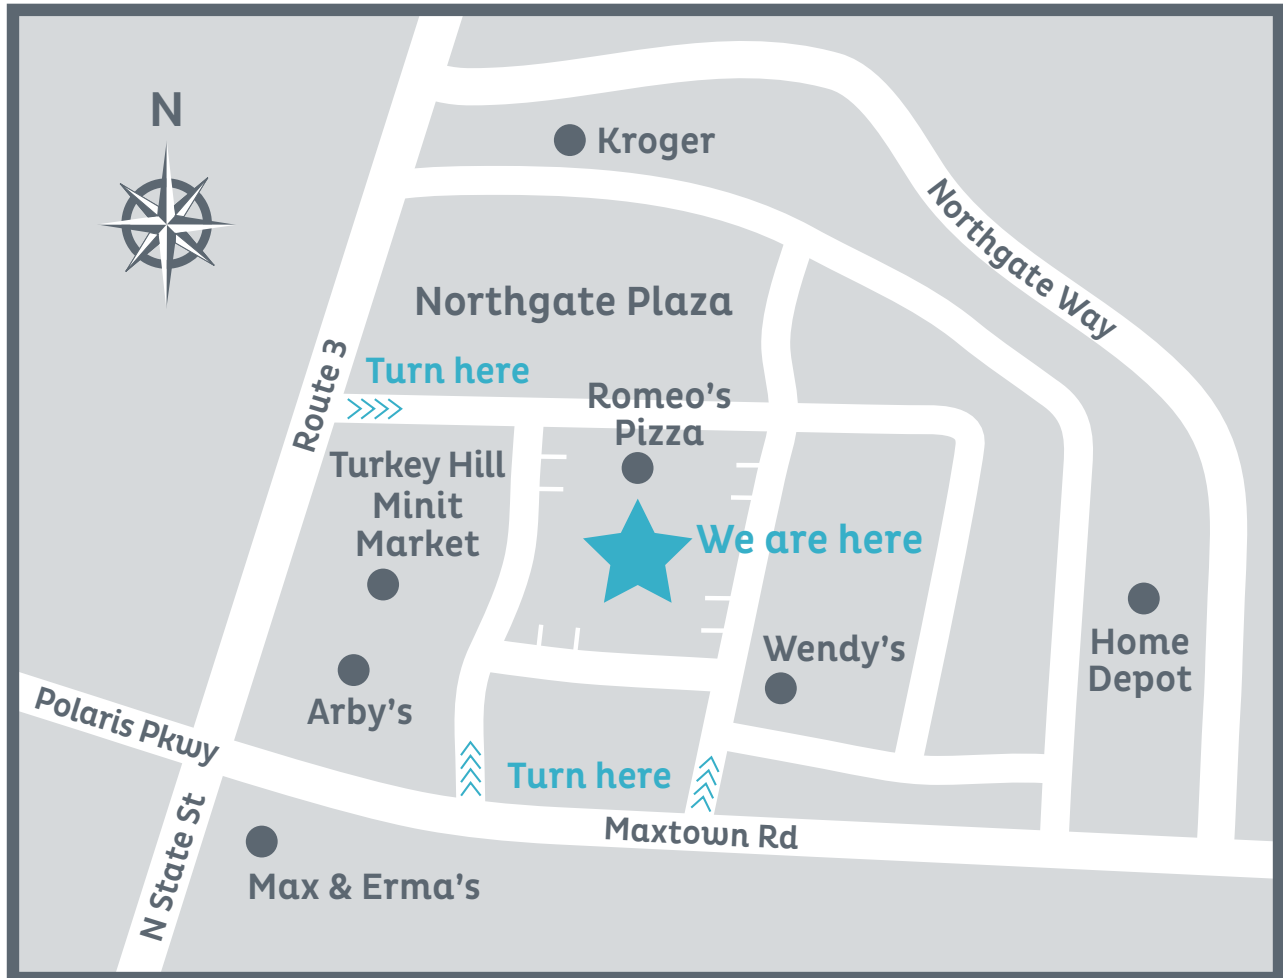 N
Kroger
Northgate Way
Northgate Plaza
Route 3
Turn here
Romeo's
Pizza
Turkey Hill
Minit
Market
We are here
Wendy's
Home
Depot
Arby's
Polaris Pkwy
Turn here
N State St
Maxtown Rd
Max & Erma's